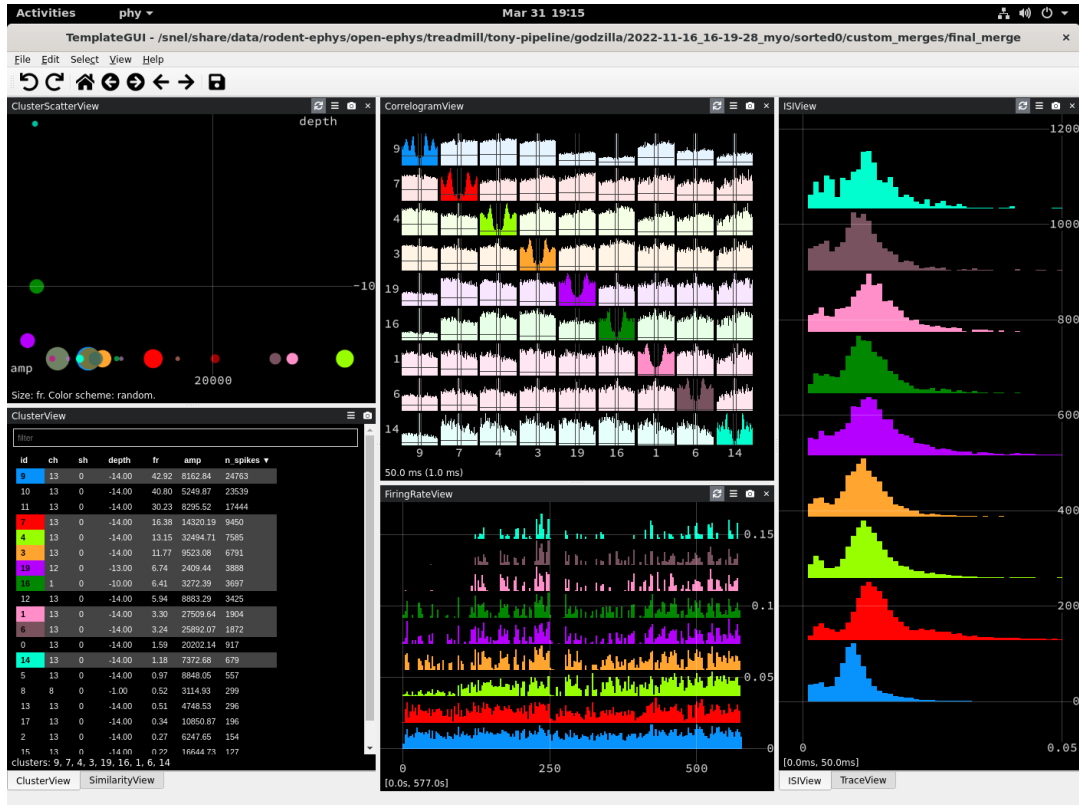 Activities phy Mar 31 19:15
TemplateGUI - /snel/share/data/rodent-ephys/open-ephys/treadmill/tony-pipeline/godzilla/2022-11-16_16-19-28_myo/sorted0/custom_merges/final_merge ×
File Edit Select View Help
ClusterScatterView
depth
-10
amp
20000
Size: fr. Color scheme: random.
ClusterView
filter
id ch sh depth fr amp n_spikes ▼
9 13 0 -14.00 42.92 8162.84 24763
10 13 0 -14.00 40.80 5249.87 23539
11 13 0 -14.00 30.23 8295.52 17444
7 13 0 -14.00 16.38 14320.19 9450
4 13 0 -14.00 13.15 32494.71 7585
3 13 0 -14.00 11.77 9523.08 6791
19 12 0 -13.00 6.74 2409.44 3888
16 1 0 -10.00 6.41 3272.39 3697
12 13 0 -14.00 5.94 8883.29 3425
1 13 0 -14.00 3.30 27509.64 1904
6 13 0 -14.00 3.24 25892.07 1872
0 13 0 -14.00 1.59 20202.14 917
14 13 0 -14.00 1.18 7372.68 679
5 13 0 -14.00 0.97 8848.05 557
8 8 0 -1.00 0.52 3114.93 299
13 13 0 -14.00 0.51 4748.53 296
17 13 0 -14.00 0.34 10850.87 196
2 13 0 -14.00 0.27 6247.65 154
15 13 0 -14.00 0.22 16644.73 127
clusters: 9, 7, 4, 3, 19, 16, 1, 6, 14
ClusterView SimilarityView
CorrelogramView
9
7
4
3
19
16
1
6
14
9 7 4 3 19 16 1 6 14
50.0 ms (1.0 ms)
FiringRateView
0.15
0.1
0.05
0
0 250 500
[0.0s, 577.0s]
ISIView
1200
1000
800
600
400
200
0
0 0.05
[0.0ms, 50.0ms]
ISIView TraceView